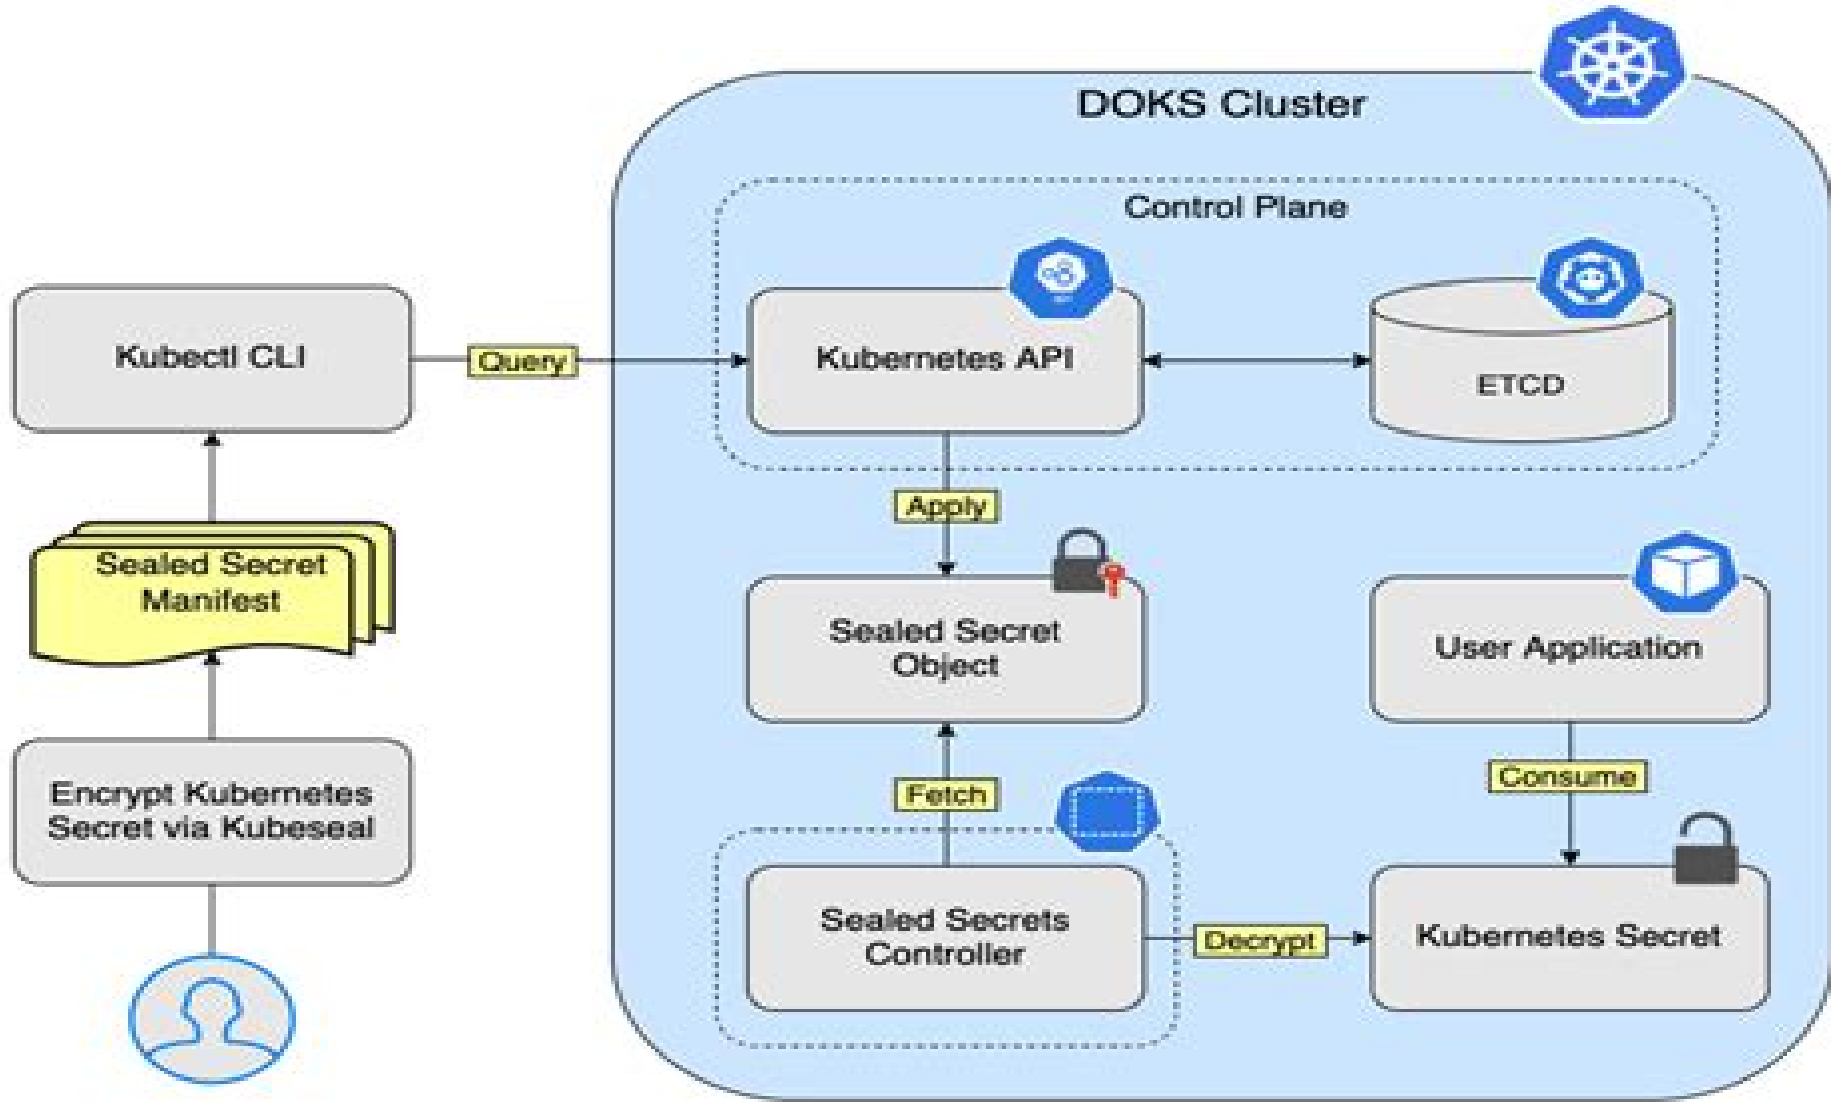 DOKS Cluster
Control Plane
Kubectl CLI
Query
Kubernetes API
ETCD
Apply
Sealed Secret
Manifest
Sealed Secret
Object
User Application
Encrypt Kubernetes
Secret via Kubeseal
Fetch
Consume
Sealed Secrets
Controller
Decrypt
Kubernetes Secret